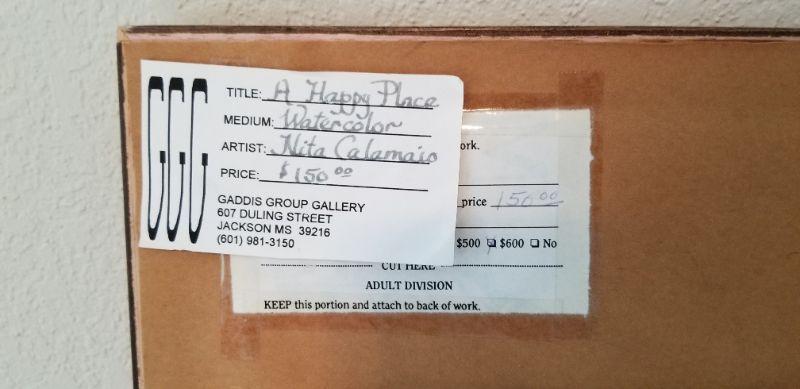 GGG
TITLE: A Happy Place
MEDIUM: Watercolor
ARTIST: Nita Calamaio
PRICE: $150.00
GADDIS GROUP GALLERY
607 DULING STREET
JACKSON MS 39216
(601) 981-3150
ork.
price 150.00
$500 ❑ $600 ❑ No
CUT HERE
ADULT DIVISION
KEEP this portion and attach to back of work.